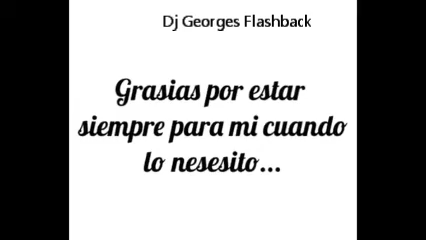 Dj Georges Flashback
Grasias por estar
siempre para mi cuando
lo nesesito...